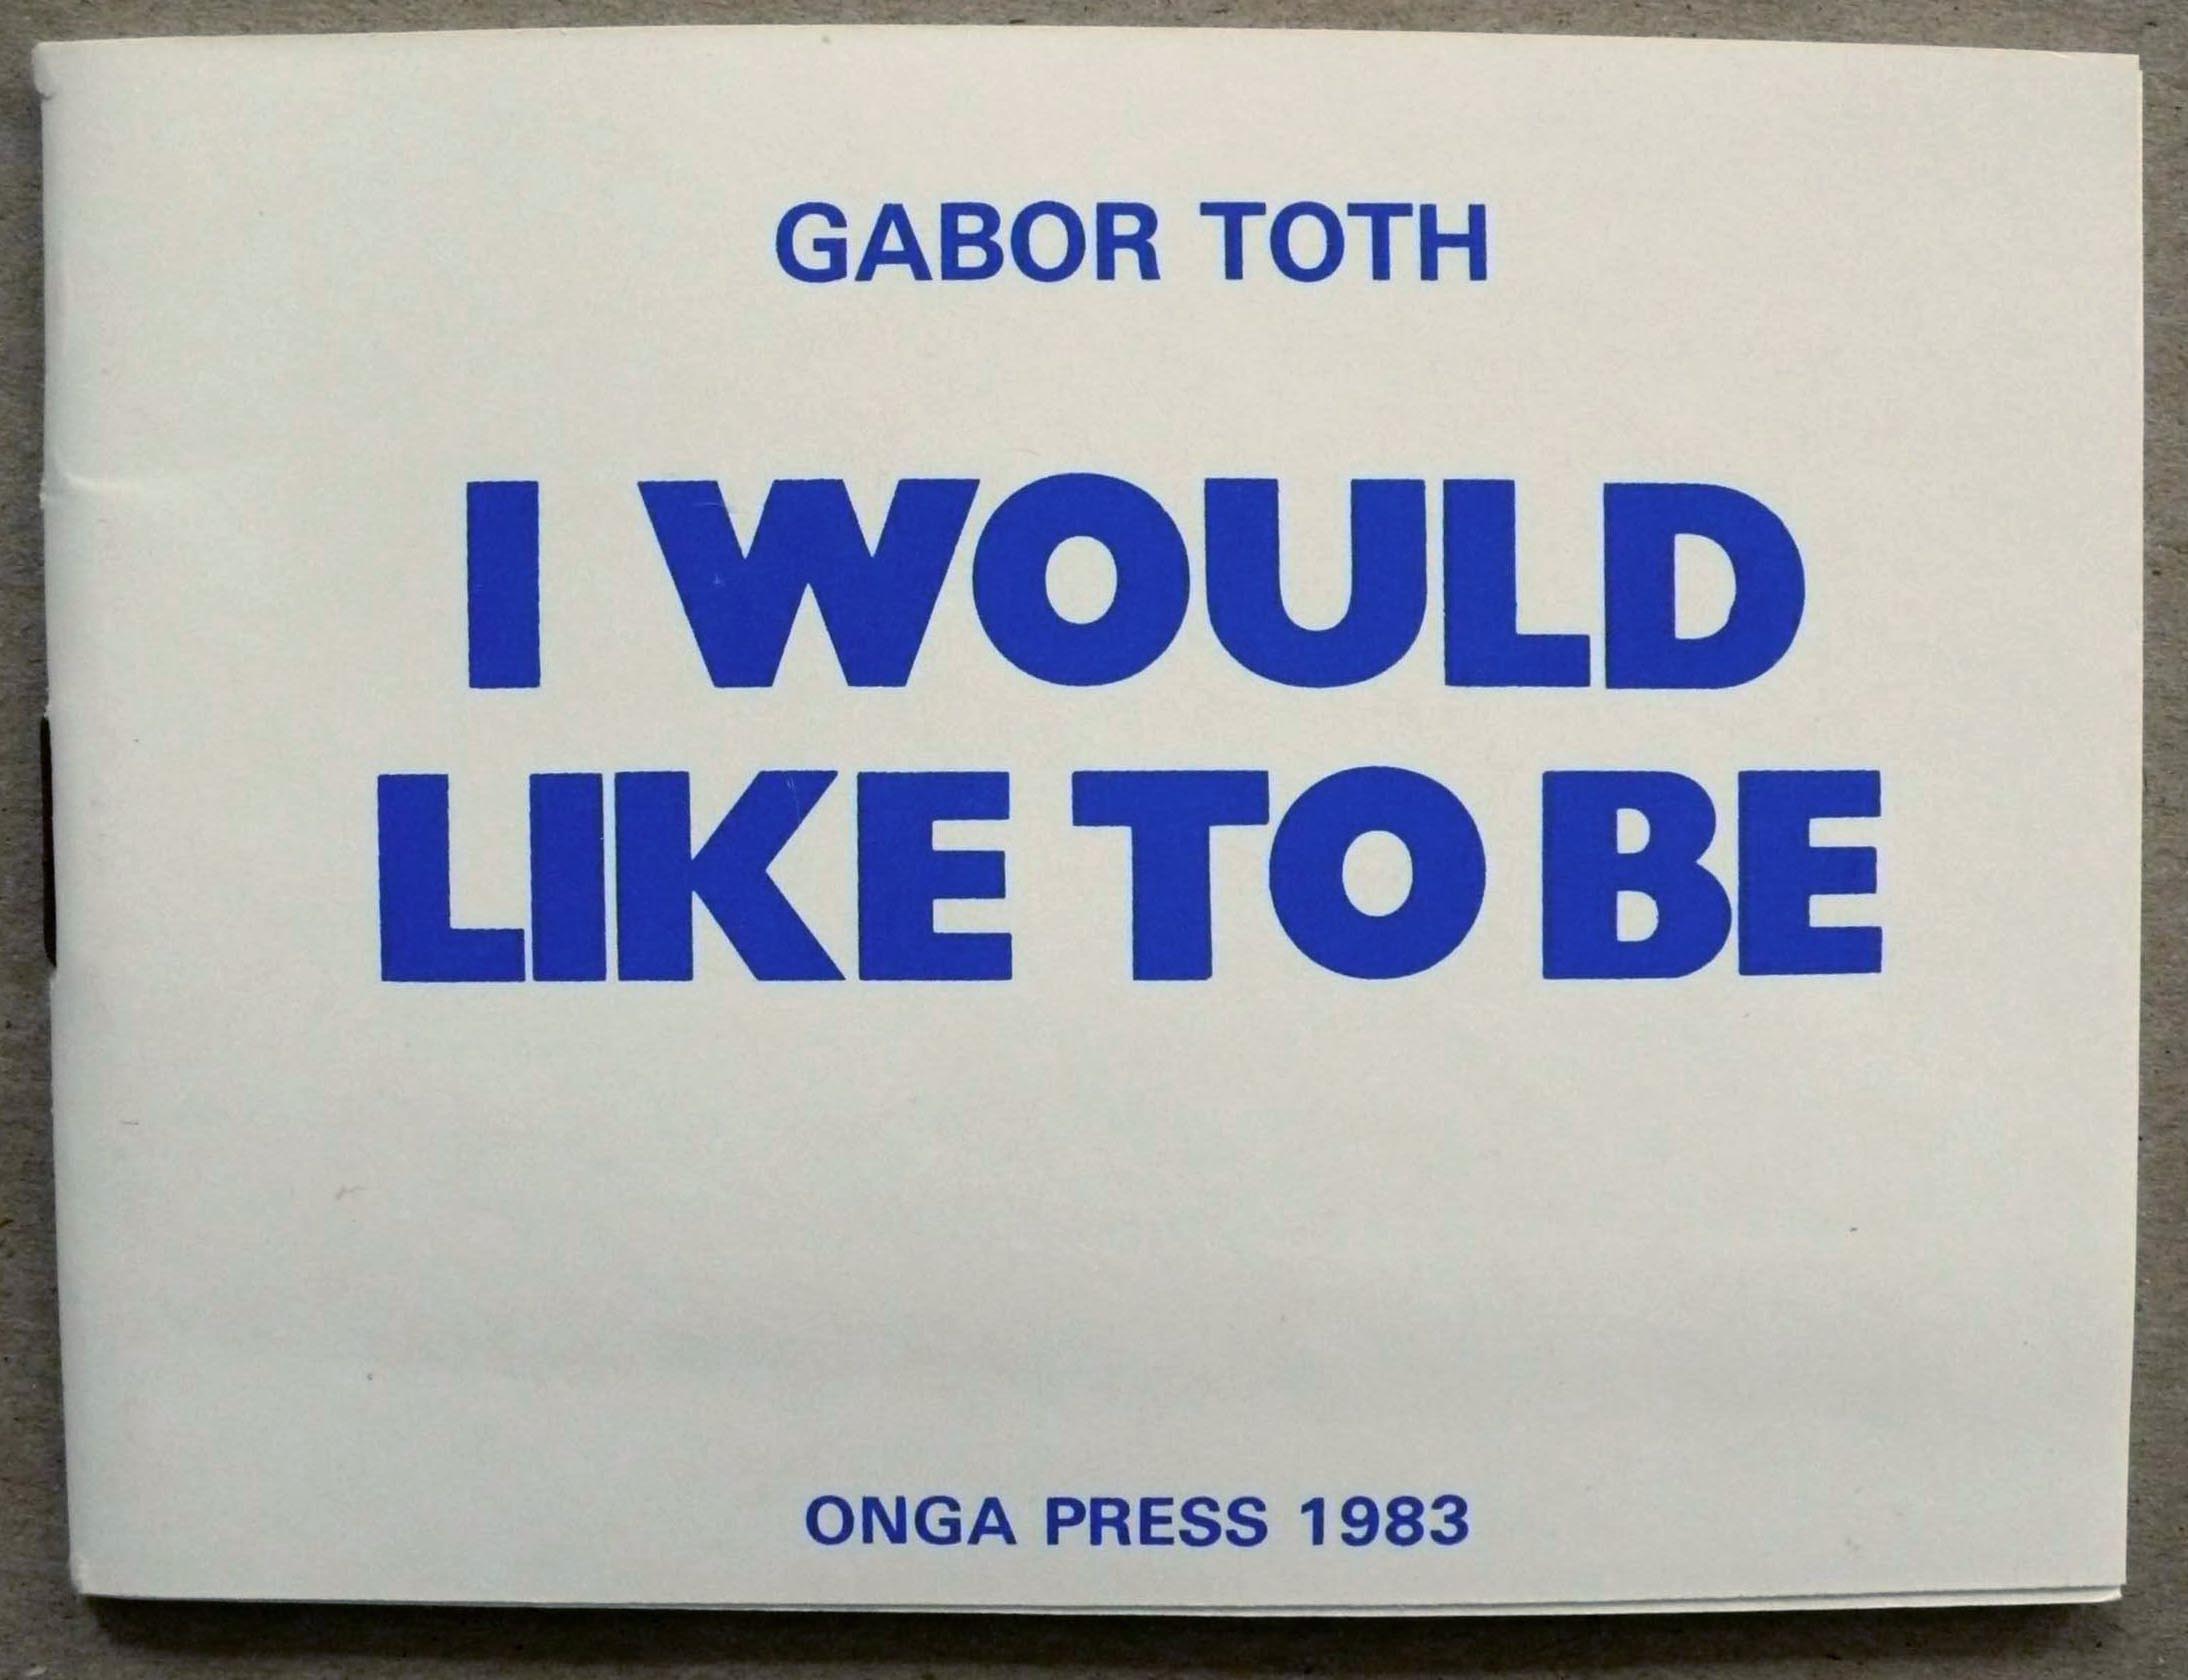 GABOR TOTH
I WOULD
LIKE TO BE
ONGA PRESS 1983